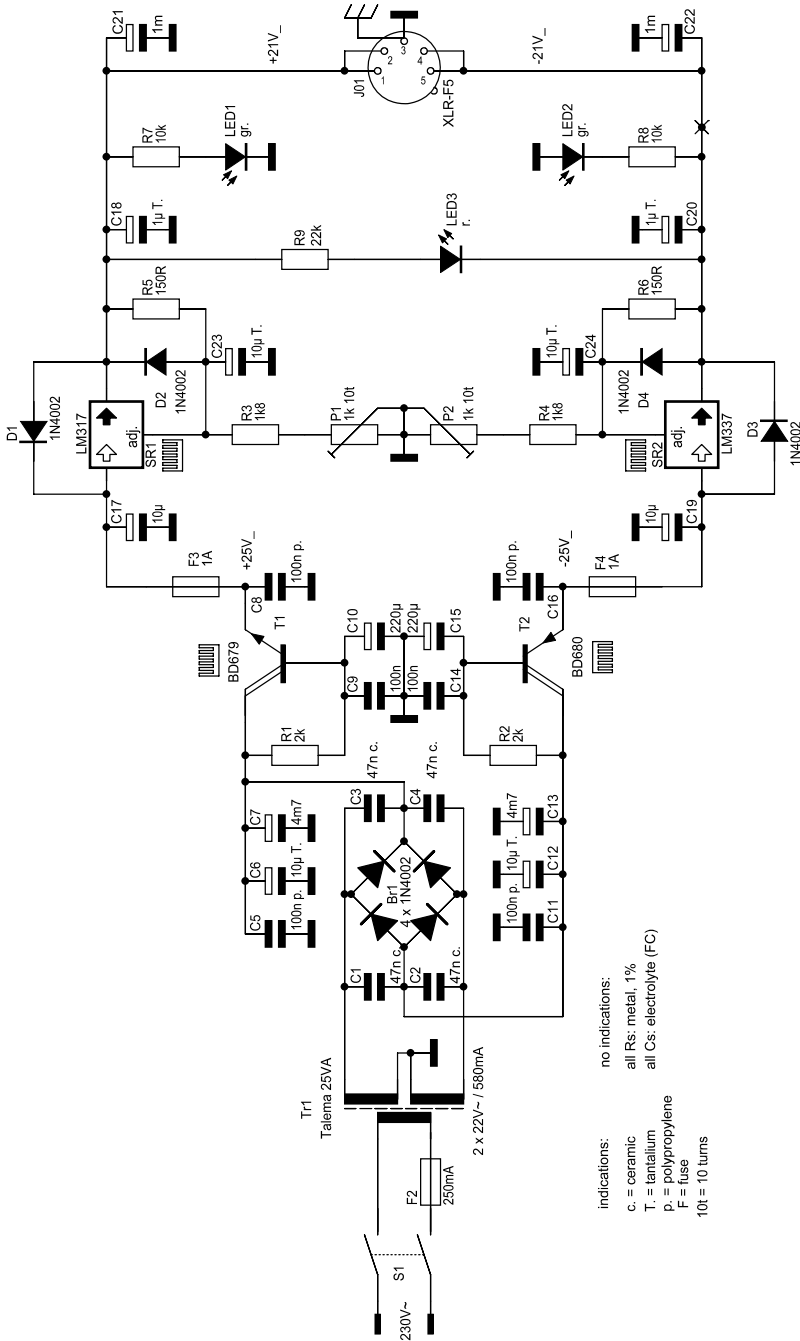 D1
1N4002
LM317
adj.
SR1
C17
10µ
F3
1A
+25V_
C8
100n p.
T1
BD679
D2
1N4002
C23
10µ T.
R5
150R
C18
1µ T.
R7
10k
LED1
gr.
C21
1m
+21V_
R9
22k
LED3
r.
R3
1k8
P1
1k 10t
P2
1k 10t
R4
1k8
J01
1
2
3
4
5
XLR-F5
-21V_
C5
100n p.
C6
10µ T.
C7
4m7
R1
2k
C9
100n
C10
220µ
C3
47n c.
C4
47n c.
100n
C14
220µ
C15
R2
2k
Br1
4 x 1N4002
C1
47n c.
C2
47n c.
Tr1
Talema 25VA
2 x 22V~ / 580mA
F2
250mA
S1
230V~
100n p.
C11
10µ T.
C12
4m7
C13
T2
BD680
100n p.
C16
-25V_
F4
1A
10µ
C19
SR2
adj.
LM337
D3
1N4002
10µ T.
C24
1N4002
D4
R6
150R
1µ T.
C20
LED2
gr.
R8
10k
1m
C22
indications:
c. = ceramic
T. = tantalium
p. = polypropylene
F = fuse
10t = 10 turns
no indications:
all Rs: metal, 1%
all Cs: electrolyte (FC)